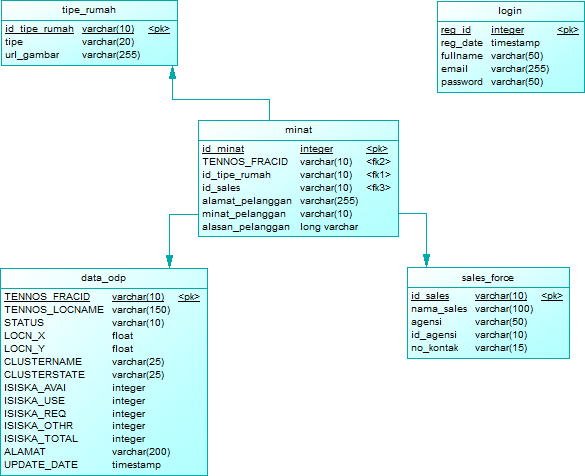 tipe_rumah
id_tipe_rumah varchar(10) <pk>
tipe varchar(20)
url_gambar varchar(255)
login
reg_id integer <pk>
reg_date timestamp
fullname varchar(50)
email varchar(255)
password varchar(50)
minat
id_minat integer <pk>
TENNOS_FRACID varchar(10) <fk2>
id_tipe_rumah varchar(10) <fk1>
id_sales varchar(10) <fk3>
alamat_pelanggan varchar(255)
minat_pelanggan varchar(10)
alasan_pelanggan long varchar
data_odp
TENNOS_FRACID varchar(10) <pk>
TENNOS_LOCNAME varchar(150)
STATUS varchar(10)
LOCN_X float
LOCN_Y float
CLUSTERNAME varchar(25)
CLUSTERSTATE varchar(25)
ISISKA_AVAI integer
ISISKA_USE integer
ISISKA_REQ integer
ISISKA_OTHR integer
ISISKA_TOTAL integer
ALAMAT varchar(200)
UPDATE_DATE timestamp
sales_force
id_sales varchar(10) <pk>
nama_sales varchar(100)
agensi varchar(50)
id_agensi varchar(10)
no_kontak varchar(15)